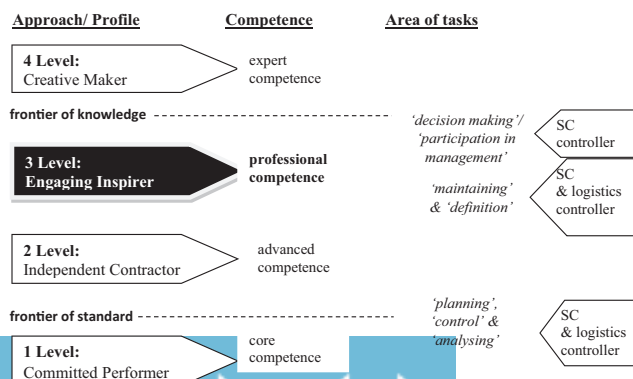 Approach/ Profile
Competence
Area of tasks
4 Level:
Creative Maker
expert
competence
frontier of knowledge
‘decision making’/
‘participation in
management’
SC
controller
3 Level:
Engaging Inspirer
professional
competence
‘maintaining’
& ‘definition’
SC
& logistics
controller
2 Level:
Independent Contractor
advanced
competence
frontier of standard
‘planning’,
‘control’ &
‘analysing’
SC
& logistics
controller
1 Level:
Committed Performer
core
competence